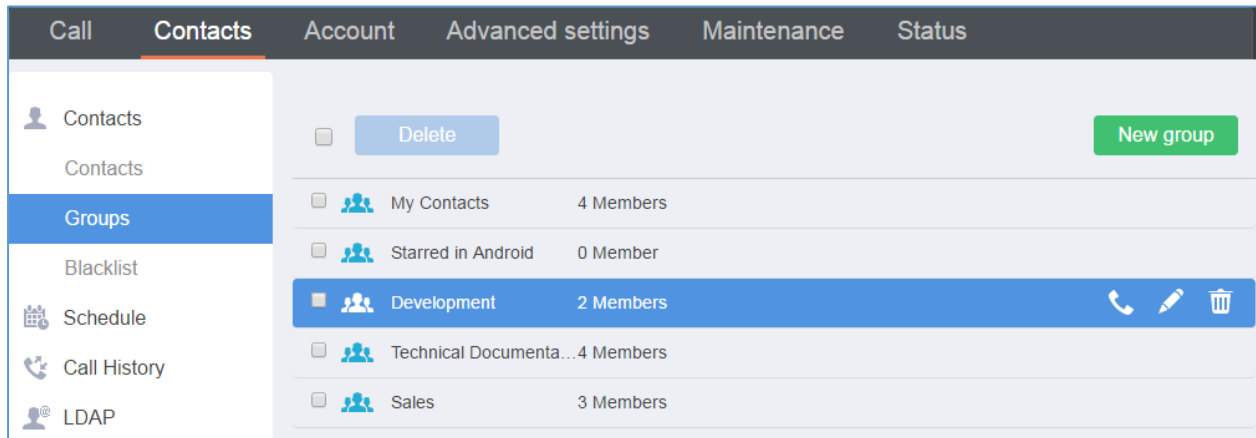 Call Contacts Account Advanced settings Maintenance Status
Contacts
Contacts
Groups
Blacklist
Schedule
Call History
LDAP
Delete New group
My Contacts 4 Members
Starred in Android 0 Member
Development 2 Members
Technical Documenta...4 Members
Sales 3 Members